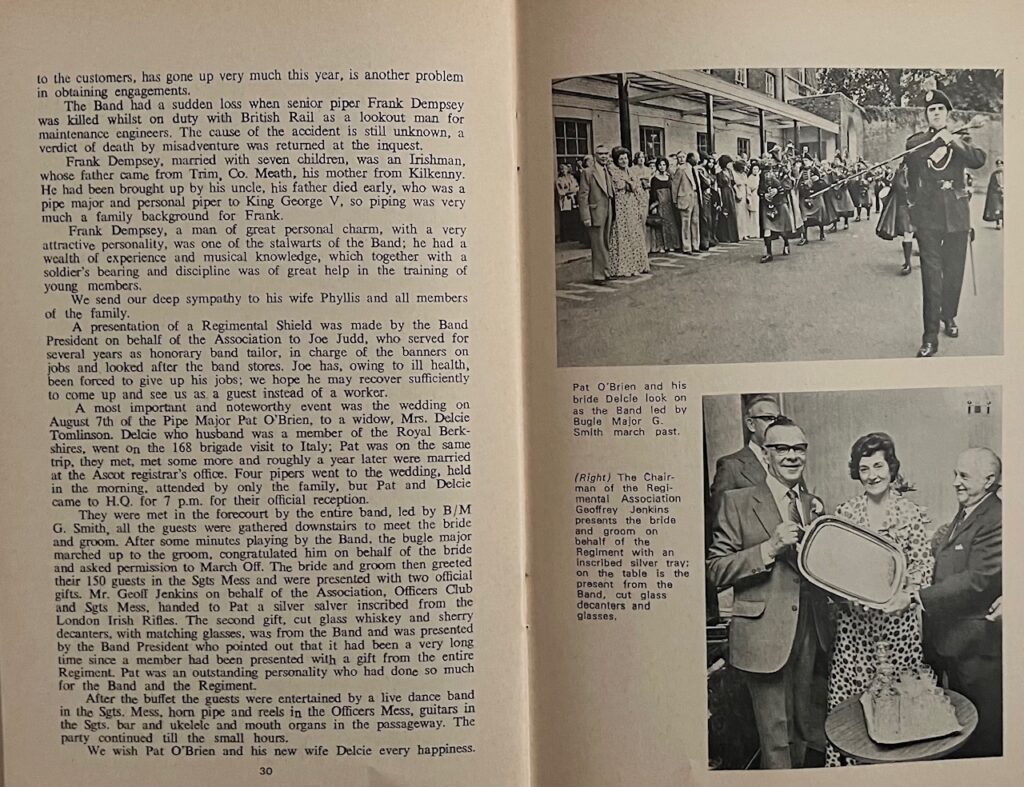 to the customers, has gone up very much this year, is another problem
in obtaining engagements.
The Band had a sudden loss when senior piper Frank Dempsey
was killed whilst on duty with British Rail as a lookout man for
maintenance engineers. The cause of the accident is still unknown, a
verdict of death by misadventure was returned at the inquest.
Frank Dempsey, married with seven children, was an Irishman,
whose father came from Trim, Co. Meath, his mother from Kilkenny.
He had been brought up by his uncle, his father died early, who was a
pipe major and personal piper to King George V, so piping was very
much a family background for Frank.
Frank Dempsey, a man of great personal charm, with a very
attractive personality, was one of the stalwarts of the Band; he had a
wealth of experience and musical knowledge, which together with a
soldier's bearing and discipline was of great help in the training of
young members.
We send our deep sympathy to his wife Phyllis and all members
of the family.
A presentation of a Regimental Shield was made by the Band
President on behalf of the Association to Joe Judd, who served for
several years as honorary band tailor, in charge of the banners on
jobs and looked after the band stores. Joe has, owing to ill health,
been forced to give up his jobs; we hope he may recover sufficiently
to come up and see us as a guest instead of a worker.
A most important and noteworthy event was the wedding on
August 7th of the Pipe Major Pat O'Brien, to a widow, Mrs. Delcie
Tomlinson. Delcie who husband was a member of the Royal Berk-
shires, went on the 168 brigade visit to Italy; Pat was on the same
trip, they met, met some more and roughly a year later were married
at the Ascot registrar's office. Four pipers went to the wedding, held
in the morning, attended by only the family, but Pat and Delcie
came to H.Q. for 7 p.m. for their official reception.
They were met in the forecourt by the entire band, led by B/M
G. Smith, all the guests were gathered downstairs to meet the bride
and groom. After some minutes playing by the Band, the bugle major
marched up to the groom, congratulated him on behalf of the bride
and asked permission to March Off. The bride and groom then greeted
their 150 guests in the Sgts Mess and were presented with two official
gifts. Mr. Geoff Jenkins on behalf of the Association, Officers Club
and Sgts Mess, handed to Pat a silver salver inscribed from the
London Irish Rifles. The second gift, cut glass whiskey and sherry
decanters, with matching glasses, was from the Band and was presented
by the Band President who pointed out that it had been a very long
time since a member had been presented with a gift from the entire
Regiment. Pat was an outstanding personality who had done so much
for the Band and the Regiment.
After the buffet the guests were entertained by a live dance band
in the Sgts. Mess, horn pipe and reels in the Officers Mess, guitars in
the Sgts. bar and ukelele and mouth organs in the passageway. The
party continued till the small hours.
We wish Pat O'Brien and his new wife Delcie every happiness.
30
Pat O'Brien and his
bride Delcie look on
as the Band led by
Bugle Major G.
Smith march past.
(Right) The Chair-
man of the Regi-
mental Association
Geoffrey Jenkins
presents the bride
and groom on
behalf of the
Regiment with an
inscribed silver tray;
on the table is the
present from the
Band, cut glass
decanters and
glasses.